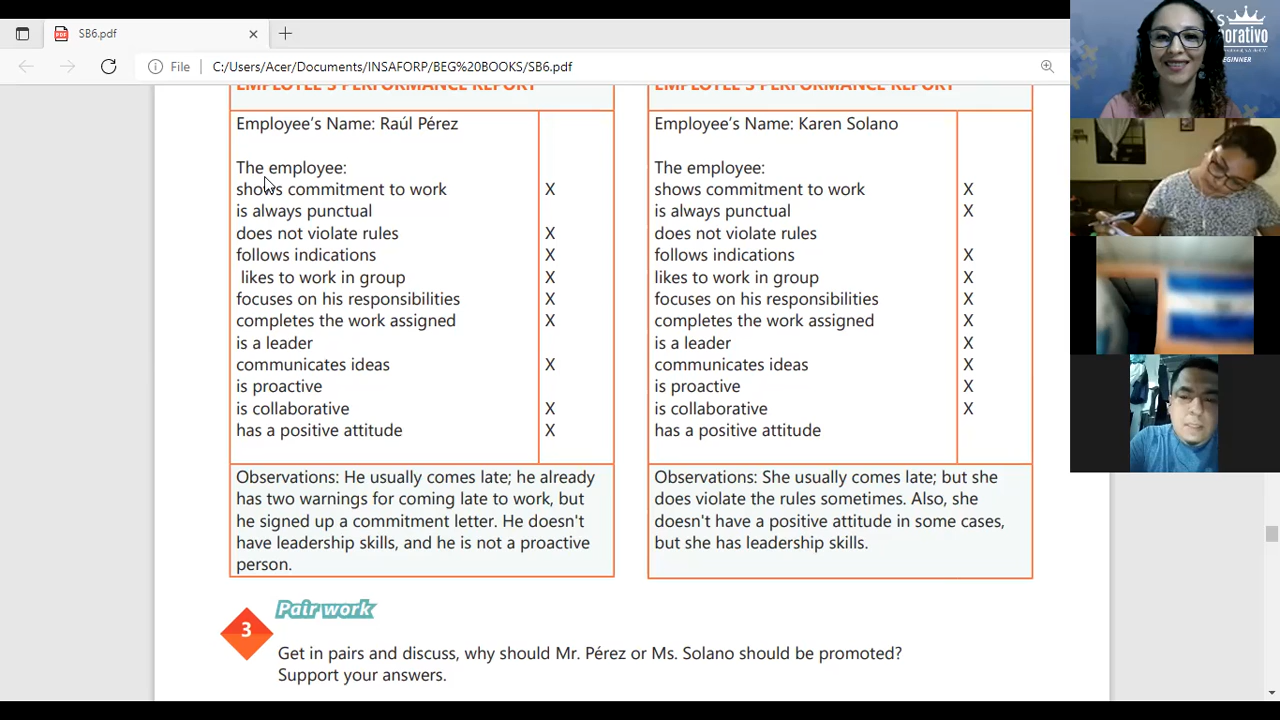 SB6.pdf
File
C:/Users/Acer/Documents/INSAFORP/BEG%20BOOKS/SB6.pdf
EMPLOYEE'S PERFORMANCE REPORT
Employee's Name: Raúl Pérez
The employee:
shows commitment to work X
is always punctual
does not violate rules X
follows indications X
likes to work in group X
focuses on his responsibilities X
completes the work assigned X
is a leader
communicates ideas X
is proactive
is collaborative X
has a positive attitude X
Observations: He usually comes late; he already
has two warnings for coming late to work, but
he signed up a commitment letter. He doesn't
have leadership skills, and he is not a proactive
person.
EMPLOYEE'S PERFORMANCE REPORT
Employee's Name: Karen Solano
The employee:
shows commitment to work X
is always punctual X
does not violate rules
follows indications X
likes to work in group X
focuses on his responsibilities X
completes the work assigned X
is a leader X
communicates ideas X
is proactive X
is collaborative X
has a positive attitude
Observations: She usually comes late; but she
does violate the rules sometimes. Also, she
doesn't have a positive attitude in some cases,
but she has leadership skills.
3
Pair work
Get in pairs and discuss, why should Mr. Pérez or Ms. Solano should be promoted?
Support your answers.